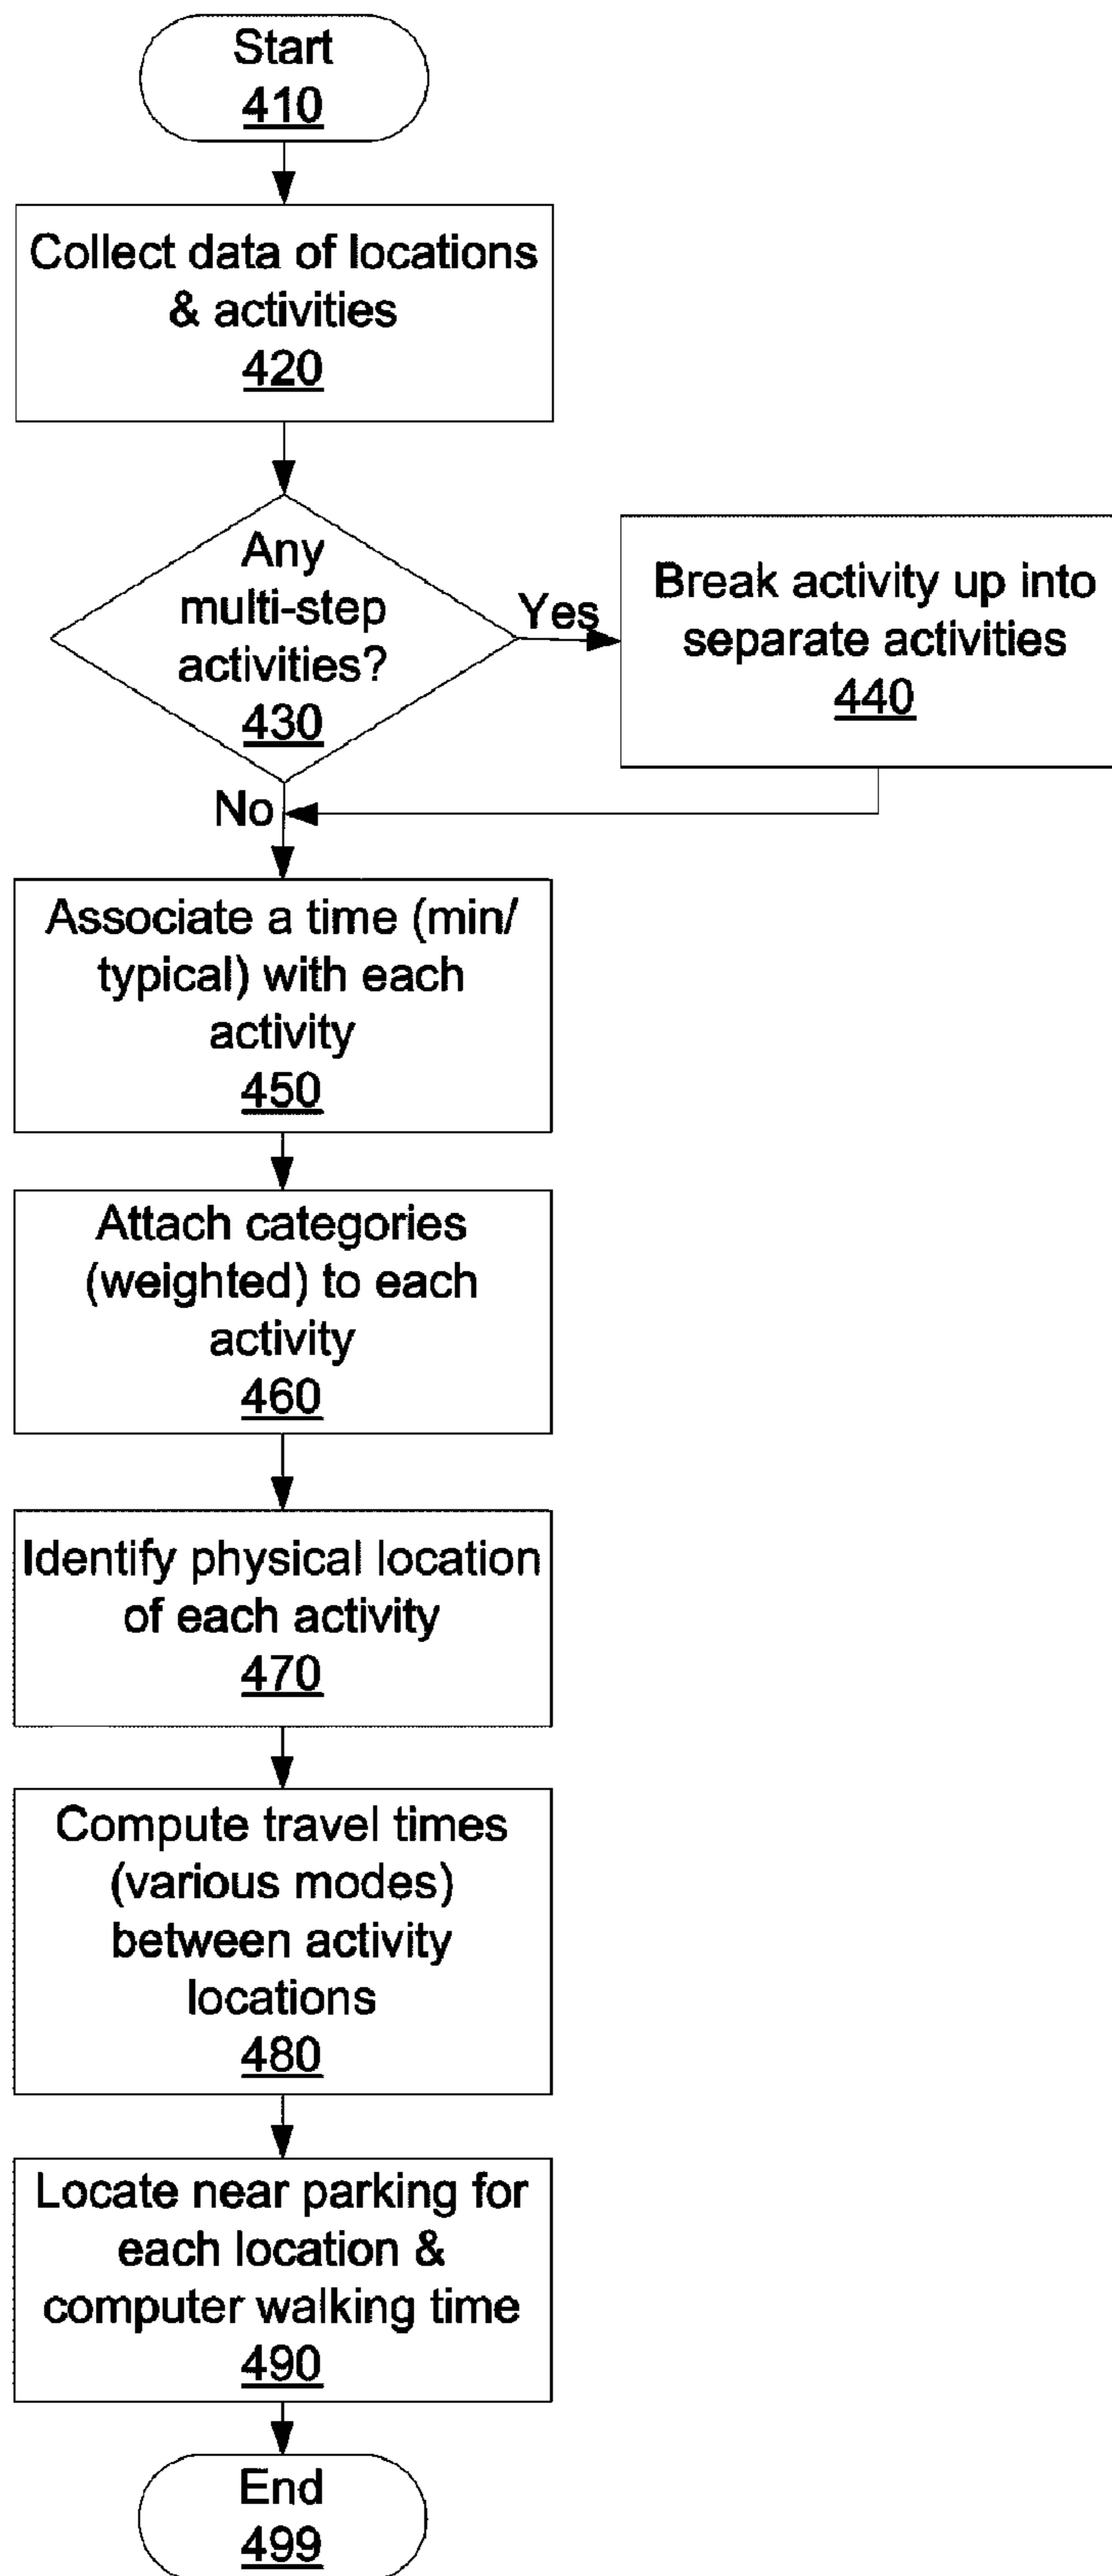 Start
410
Collect data of locations
& activities
420
Any
multi-step
activities?
430
Yes
Break activity up into
separate activities
440
No
Associate a time (min/
typical) with each
activity
450
Attach categories
(weighted) to each
activity
460
Identify physical location
of each activity
470
Compute travel times
(various modes)
between activity
locations
480
Locate near parking for
each location &
computer walking time
490
End
499